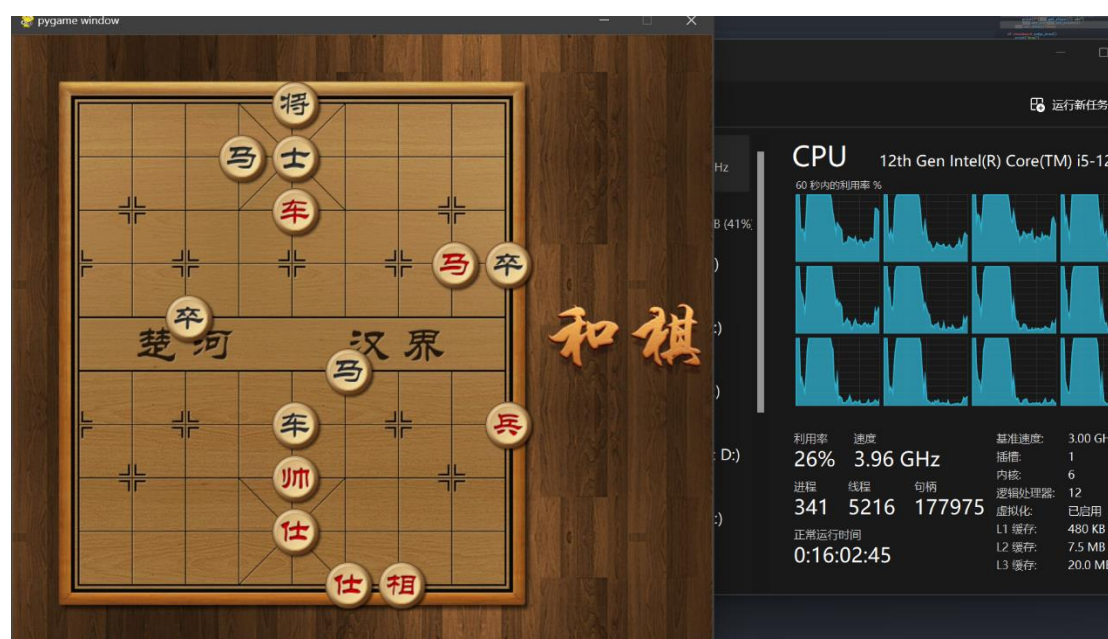 pygame window
将
马 士
车
马 卒
卒
楚河 汉界
马
车 兵
帅
仕
仕 相
和棋
运行新任务
Hz
B (41%
)
:)
)
: D:)
:)
CPU 12th Gen Intel(R) Core(TM) i5-12
60 秒内的利用率 %
利用率 速度 基准速度: 3.00 GH
26% 3.96 GHz 插槽: 1
内核: 6
进程 线程 句柄 逻辑处理器: 12
341 5216 177975 虚拟化: 已启用
正常运行时间 L1 缓存: 480 KB
0:16:02:45 L2 缓存: 7.5 MB
L3 缓存: 20.0 MB